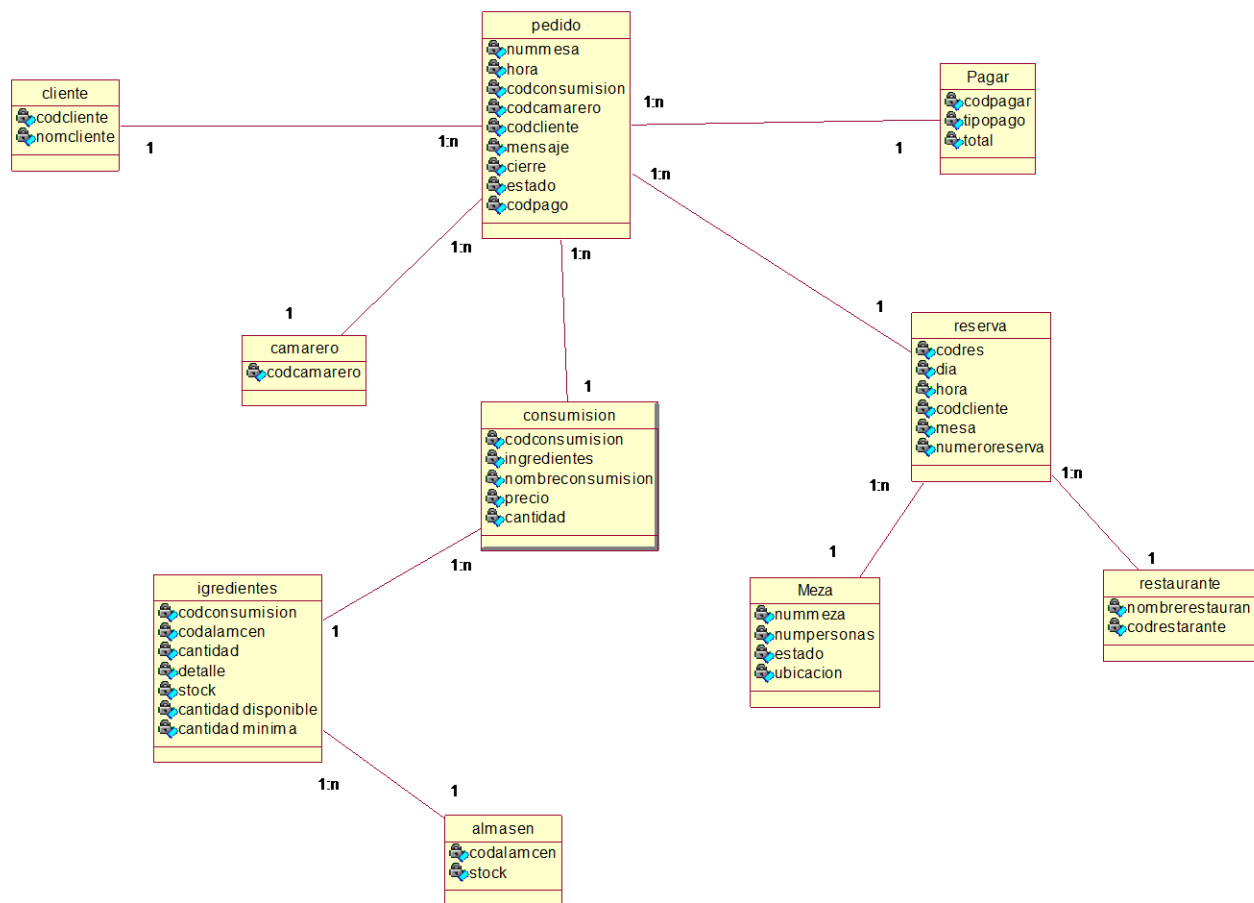 pedido
nummesa
hora
codconsumision
codcamarero
codcliente
mensaje
cierre
estado
codpago
cliente
codcliente
nomcliente
1
1:n
Pagar
codpagar
tipopago
total
1:n
1
1:n
1
1:n
1
1:n
1
camarero
codcamarero
consumision
codconsumision
ingredientes
nombreconsumision
precio
cantidad
reserva
codres
dia
hora
codcliente
mesa
numeroreserva
1:n
1
1:n
1
1:n
1
igredientes
codconsumision
codalamcen
cantidad
detalle
stock
cantidad disponible
cantidad minima
Meza
nummeza
numpersonas
estado
ubicacion
restaurante
nombrerestauran
codrestarante
1:n
1
almasen
codalamcen
stock